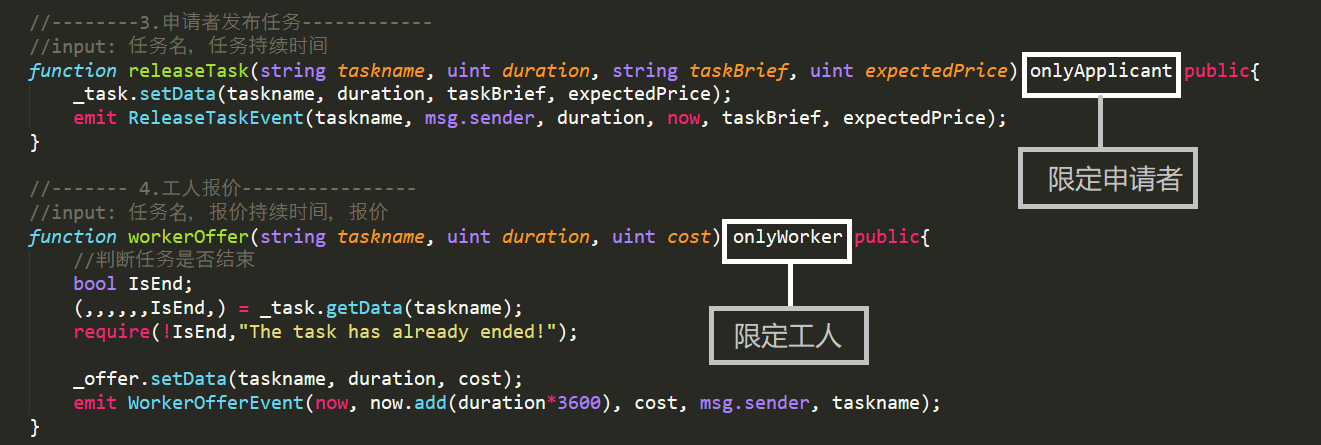 //--------3.申请者发布任务------------
//input: 任务名, 任务持续时间
function releaseTask(string taskname, uint duration, string taskBrief, uint expectedPrice) onlyApplicant public{
_task.setData(taskname, duration, taskBrief, expectedPrice);
emit ReleaseTaskEvent(taskname, msg.sender, duration, now, taskBrief, expectedPrice);
}
限定申请者
//------- 4.工人报价----------------
//input: 任务名, 报价持续时间, 报价
function workerOffer(string taskname, uint duration, uint cost) onlyWorker public{
//判断任务是否结束
bool IsEnd;
(,,,,,,IsEnd,) = _task.getData(taskname);
require(!IsEnd,"The task has already ended!");
限定工人
_offer.setData(taskname, duration, cost);
emit WorkerOfferEvent(now, now.add(duration*3600), cost, msg.sender, taskname);
}